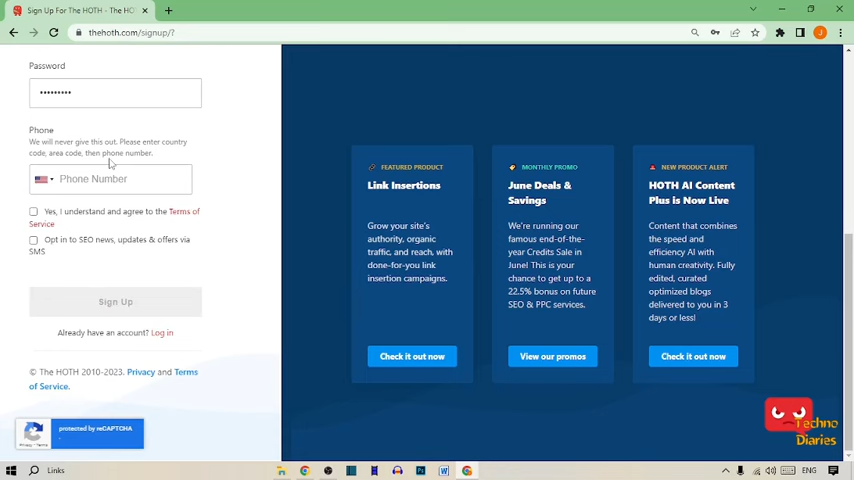 Sign Up For The HOTH - The HO
thehoth.com/signup/?
Password
•••••••••
Phone
We will never give this out. Please enter country
code, area code, then phone number.
Phone Number
Yes, I understand and agree to the Terms of
Service
Opt in to SEO news, updates & offers via
SMS
Sign Up
Already have an account? Log in
© The HOTH 2010-2023. Privacy and Terms
of Service.
protected by reCAPTCHA
Privacy - Terms
FEATURED PRODUCT
Link Insertions
Grow your site's
authority, organic
traffic, and reach, with
done-for-you link
insertion campaigns.
Check it out now
MONTHLY PROMO
June Deals &
Savings
We're running our
famous end-of-the-
year Credits Sale in
June! This is your
chance to get up to a
22.5% bonus on future
SEO & PPC services.
View our promos
NEW PRODUCT ALERT
HOTH AI Content
Plus is Now Live
Content that combines
the speed and
efficiency AI with
human creativity. Fully
edited, curated
optimized blogs
delivered to you in 3
days or less!
Check it out now
Techno
Diaries
Links
ENG